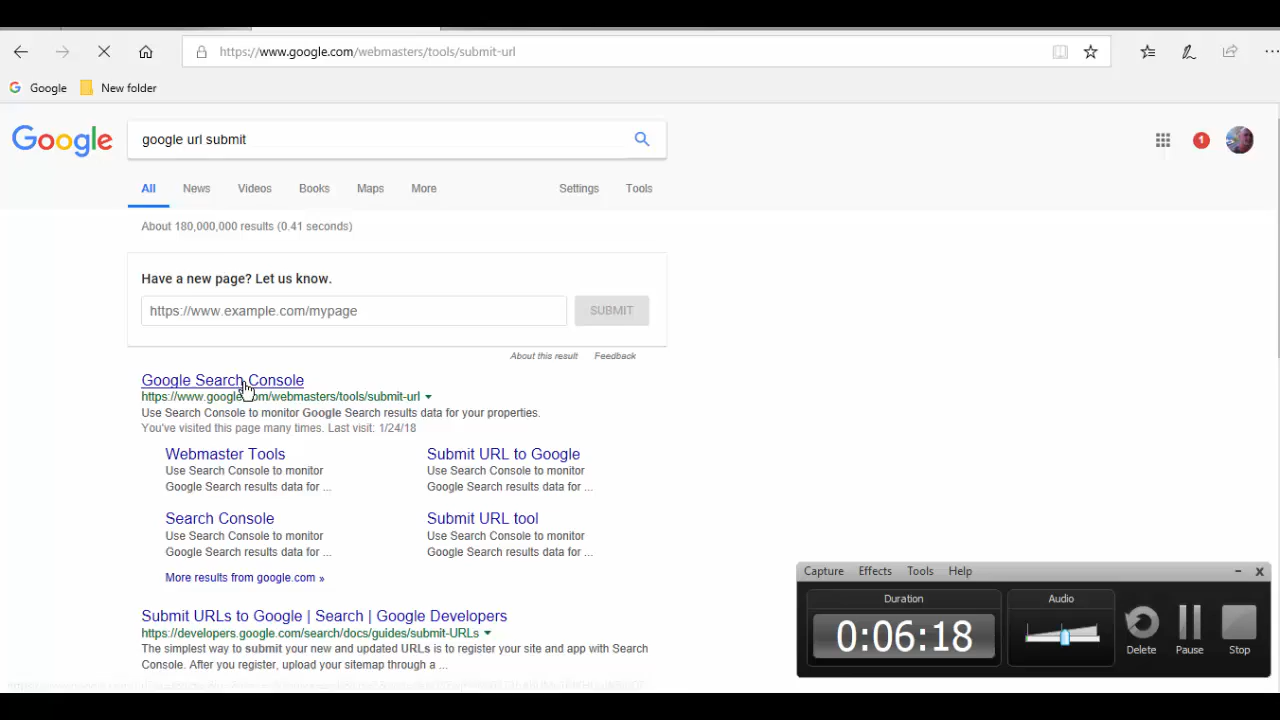 https://www.google.com/webmasters/tools/submit-url
Google
New folder
Google
google url submit
1
All
News
Videos
Books
Maps
More
Settings
Tools
About 180,000,000 results (0.41 seconds)
Have a new page? Let us know.
https://www.example.com/mypage
SUBMIT
About this result
Feedback
Google Search Console
https://www.google.com/webmasters/tools/submit-url
Use Search Console to monitor Google Search results data for your properties.
You've visited this page many times. Last visit: 1/24/18
Webmaster Tools
Use Search Console to monitor
Google Search results data for ...
Submit URL to Google
Use Search Console to monitor
Google Search results data for ...
Search Console
Use Search Console to monitor
Google Search results data for ...
Submit URL tool
Use Search Console to monitor
Google Search results data for ...
More results from google.com »
Submit URLs to Google | Search | Google Developers
https://developers.google.com/search/docs/guides/submit-URLs
The simplest way to submit your new and updated URLs is to register your site and app with Search
Console. After you register, upload your sitemap through a ...
Capture
Effects
Tools
Help
Duration
0:06:18
Audio
Delete
Pause
Stop